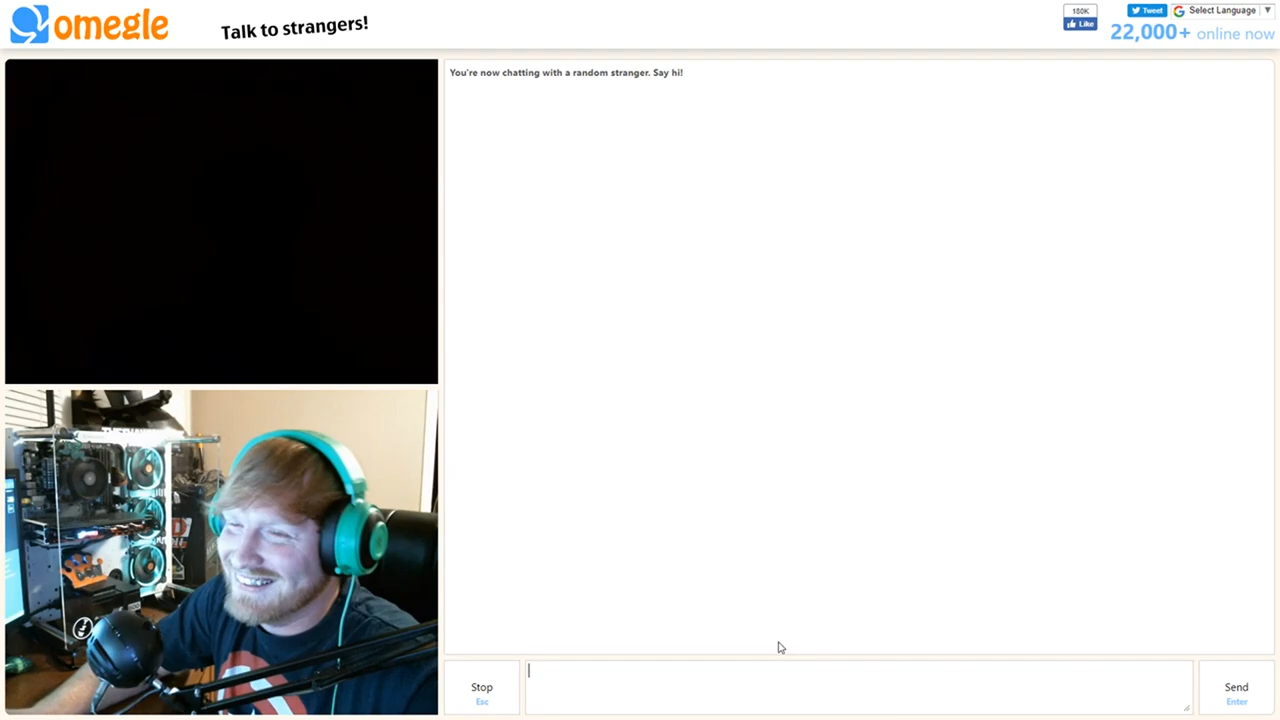 omegle
Talk to strangers!
180K
Like
Tweet
Select Language ▼
22,000+ online now
You're now chatting with a random stranger. Say hi!
Stop
Esc
Send
Enter